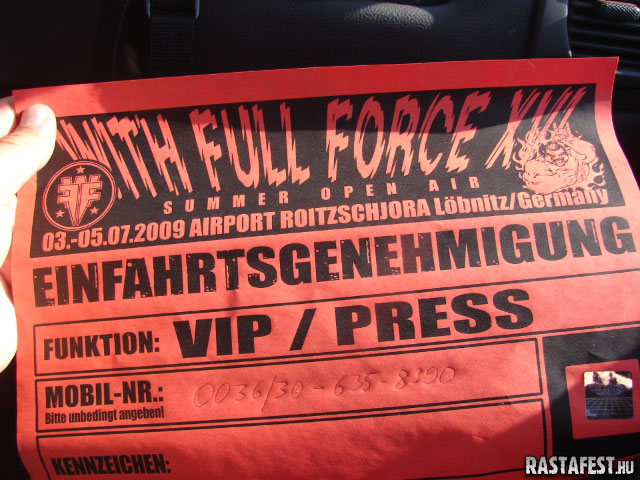 WITH FULL FORCE XVI
SUMMER OPEN AIR
03.-05.07.2009 AIRPORT ROITZSCHJORA Löbnitz/Germany
EINFAHRTSGENEHMIGUNG
FUNKTION: VIP / PRESS
MOBIL-NR.: 0036/30-635-8390
Bitte unbedingt angeben!
KENNZEICHEN:
RASTAFEST.HU